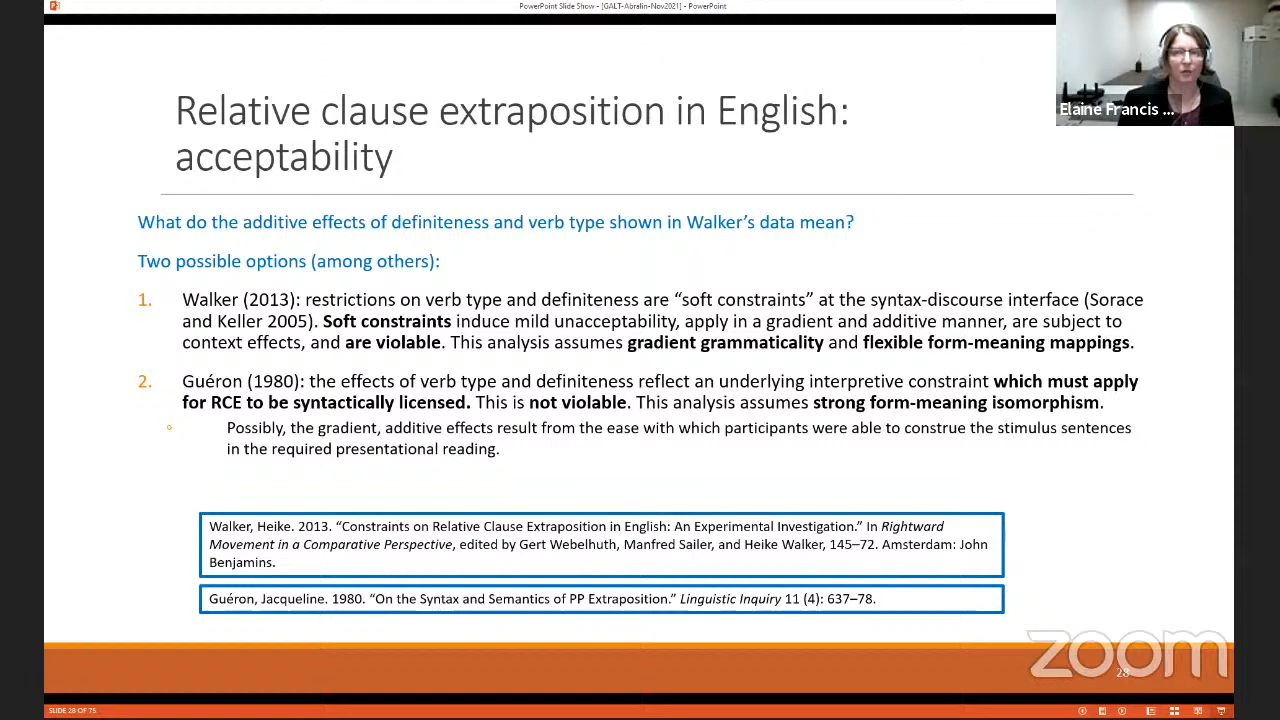 PowerPoint Slide Show - [GALT-Abralin-Nov2021] - PowerPoint
Elaine Francis ...
Relative clause extraposition in English:
acceptability
What do the additive effects of definiteness and verb type shown in Walker’s data mean?
Two possible options (among others):
1. Walker (2013): restrictions on verb type and definiteness are “soft constraints” at the syntax-discourse interface (Sorace
and Keller 2005). Soft constraints induce mild unacceptability, apply in a gradient and additive manner, are subject to
context effects, and are violable. This analysis assumes gradient grammaticality and flexible form-meaning mappings.
2. Guéron (1980): the effects of verb type and definiteness reflect an underlying interpretive constraint which must apply
for RCE to be syntactically licensed. This is not violable. This analysis assumes strong form-meaning isomorphism.
Possibly, the gradient, additive effects result from the ease with which participants were able to construe the stimulus sentences
in the required presentational reading.
Walker, Heike. 2013. “Constraints on Relative Clause Extraposition in English: An Experimental Investigation.” In Rightward
Movement in a Comparative Perspective, edited by Gert Webelhuth, Manfred Sailer, and Heike Walker, 145–72. Amsterdam: John
Benjamins.
Guéron, Jacqueline. 1980. “On the Syntax and Semantics of PP Extraposition.” Linguistic Inquiry 11 (4): 637–78.
zoom
28
SLIDE 28 OF 75